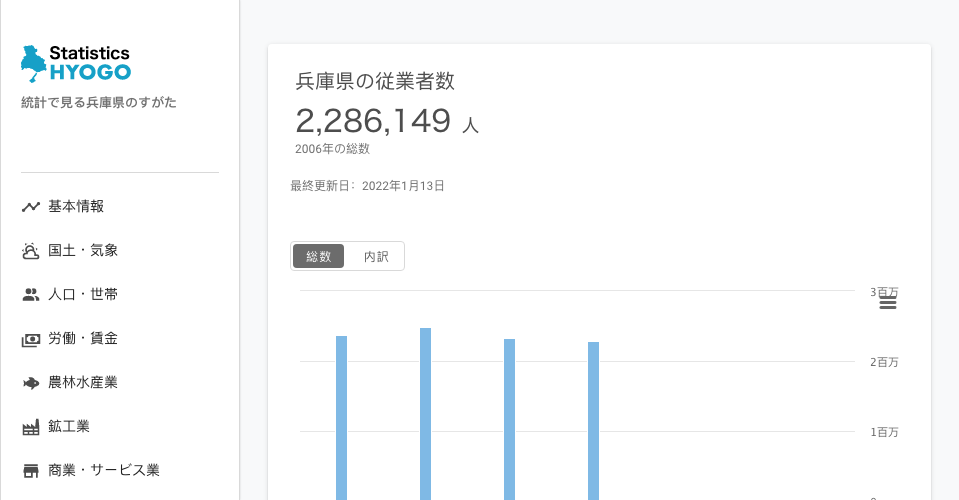 Statistics
HYOGO
統計で見る兵庫県のすがた
基本情報
国土・気象
人口・世帯
労働・賃金
農林水産業
鉱工業
商業・サービス業
兵庫県の従業者数
2,286,149 人
2006年の総数
最終更新日: 2022年1月13日
総数 内訳
3百万
2百万
1百万